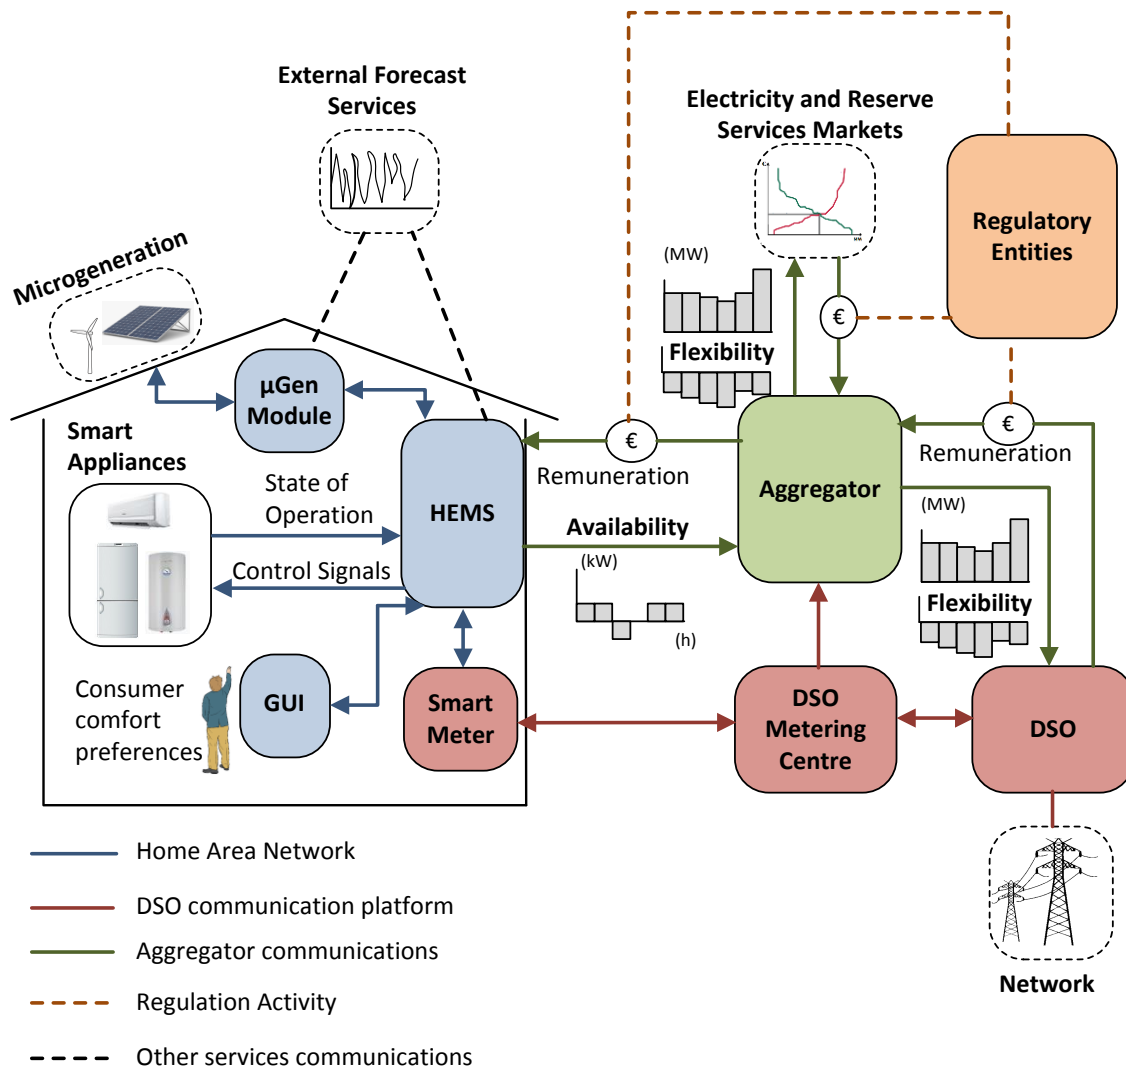 External Forecast
Services
Electricity and Reserve
Services Markets
Regulatory
Entities
Microgeneration
(MW)
€
Flexibility
µGen
Module
Smart
Appliances
State of
Operation
HEMS
€
Remuneration
Aggregator
€
Remuneration
Control Signals
Availability
(kW)
(h)
(MW)
Flexibility
Consumer
comfort
preferences
GUI
Smart
Meter
DSO
Metering
Centre
DSO
Network
Home Area Network
DSO communication platform
Aggregator communications
Regulation Activity
Other services communications